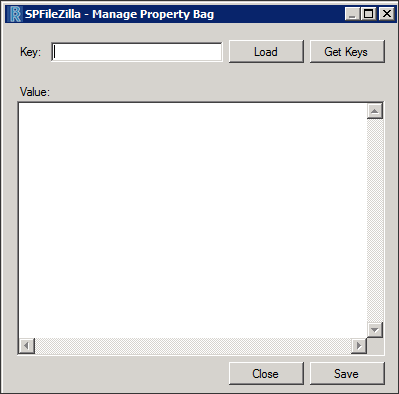 SPFileZilla - Manage Property Bag
Key: Load Get Keys
Value:
Close Save